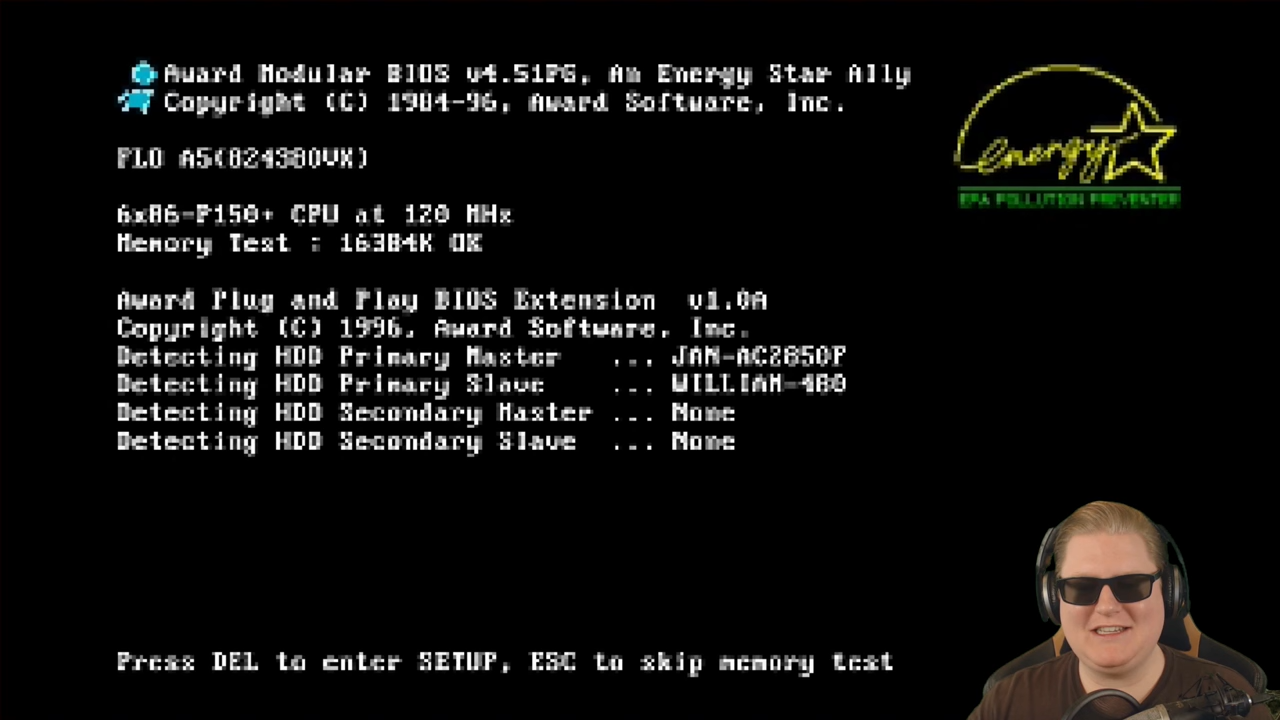 Award Modular BIOS v4.51PG, An Energy Star Ally
Copyright (C) 1984-96, Award Software, Inc.
energy
EPA POLLUTION PREVENTER
FLO A5(82438OVX)
6x86-P150+ CPU at 120 MHz
Memory Test : 16384K OK
Award Plug and Play BIOS Extension v1.0A
Copyright (C) 1996, Award Software, Inc.
Detecting HDD Primary Master ... JAN-AC2850F
Detecting HDD Primary Slave ... WILLIAM-480
Detecting HDD Secondary Master ... None
Detecting HDD Secondary Slave ... None
Press DEL to enter SETUP, ESC to skip memory test